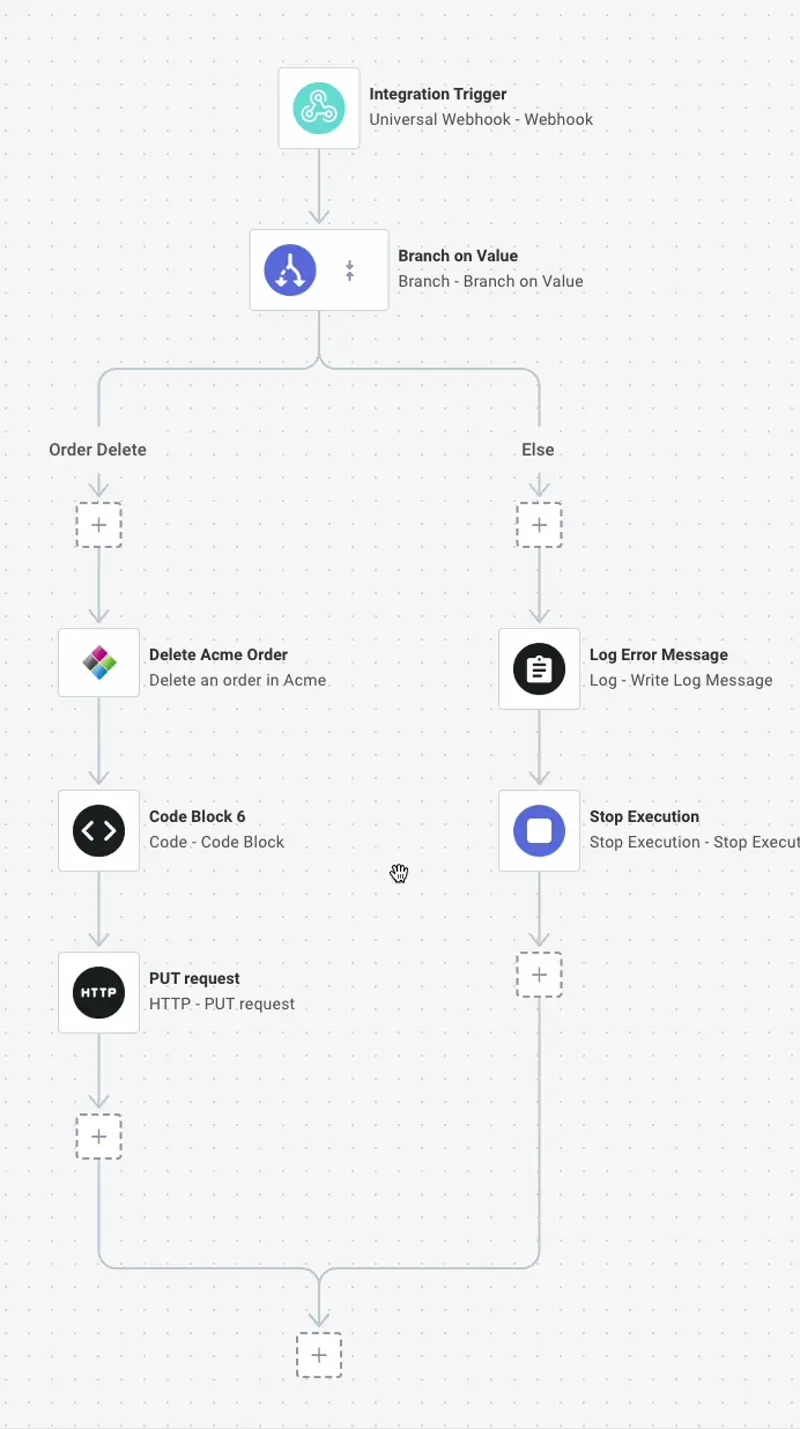 Integration Trigger
Universal Webhook - Webhook
Branch on Value
Branch - Branch on Value
Order Delete
Else
Delete Acme Order
Delete an order in Acme
Log Error Message
Log - Write Log Message
Code Block 6
Code - Code Block
Stop Execution
Stop Execution - Stop Execut
PUT request
HTTP
HTTP - PUT request